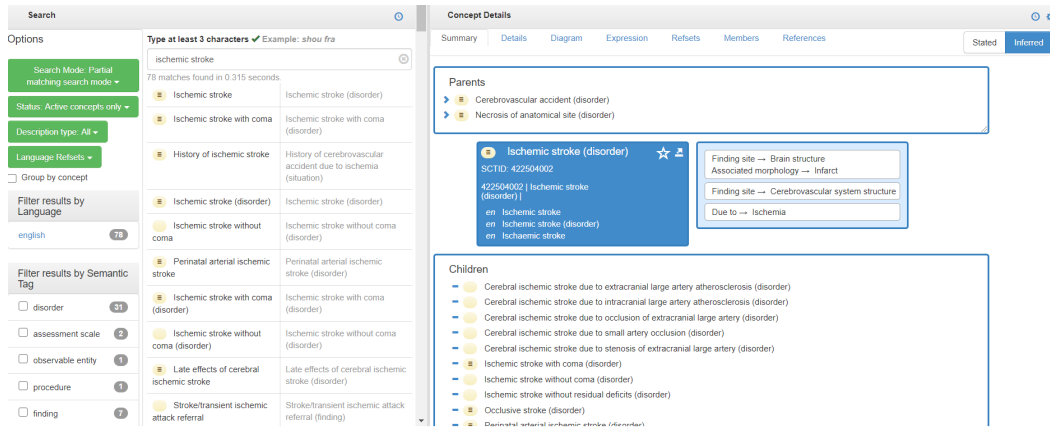 Search
Options
Search Mode: Partial
matching search mode
Status: Active concepts only
Description type: All
Language Refsets
Group by concept
Filter results by
Language
english 78
Filter results by Semantic
Tag
disorder 31
assessment scale 2
observable entity 1
procedure 1
finding 7
Type at least 3 characters ✔ Example: shou fra
ischemic stroke
78 matches found in 0.315 seconds.
Ischemic stroke
Ischemic stroke (disorder)
Ischemic stroke with coma
Ischemic stroke with coma
(disorder)
History of ischemic stroke
History of cerebrovascular
accident due to ischemia
(situation)
Ischemic stroke (disorder)
Ischemic stroke (disorder)
Ischemic stroke without
coma
Ischemic stroke without coma
(disorder)
Perinatal arterial ischemic
stroke
Perinatal arterial ischemic
stroke (disorder)
Ischemic stroke with coma
(disorder)
Ischemic stroke with coma
(disorder)
Ischemic stroke without
coma (disorder)
Ischemic stroke without coma
(disorder)
Late effects of cerebral
ischemic stroke
Late effects of cerebral ischemic
stroke (disorder)
Stroke/transient ischemic
attack referral
Stroke/transient ischemic attack
referral (finding)
Concept Details
Summary Details Diagram Expression Refsets Members References
Stated Inferred
Parents
Cerebrovascular accident (disorder)
Necrosis of anatomical site (disorder)
Ischemic stroke (disorder)
SCTID: 422504002
422504002 | Ischemic stroke
(disorder) |
en Ischemic stroke
en Ischemic stroke (disorder)
en Ischaemic stroke
Finding site → Brain structure
Associated morphology → Infarct
Finding site → Cerebrovascular system structure
Due to → Ischemia
Children
Cerebral ischemic stroke due to extracranial large artery atherosclerosis (disorder)
Cerebral ischemic stroke due to intracranial large artery atherosclerosis (disorder)
Cerebral ischemic stroke due to occlusion of extracranial large artery (disorder)
Cerebral ischemic stroke due to small artery occlusion (disorder)
Cerebral ischemic stroke due to stenosis of extracranial large artery (disorder)
Ischemic stroke with coma (disorder)
Ischemic stroke without coma (disorder)
Ischemic stroke without residual deficits (disorder)
Occlusive stroke (disorder)
Perinatal arterial ischemic stroke (disorder)